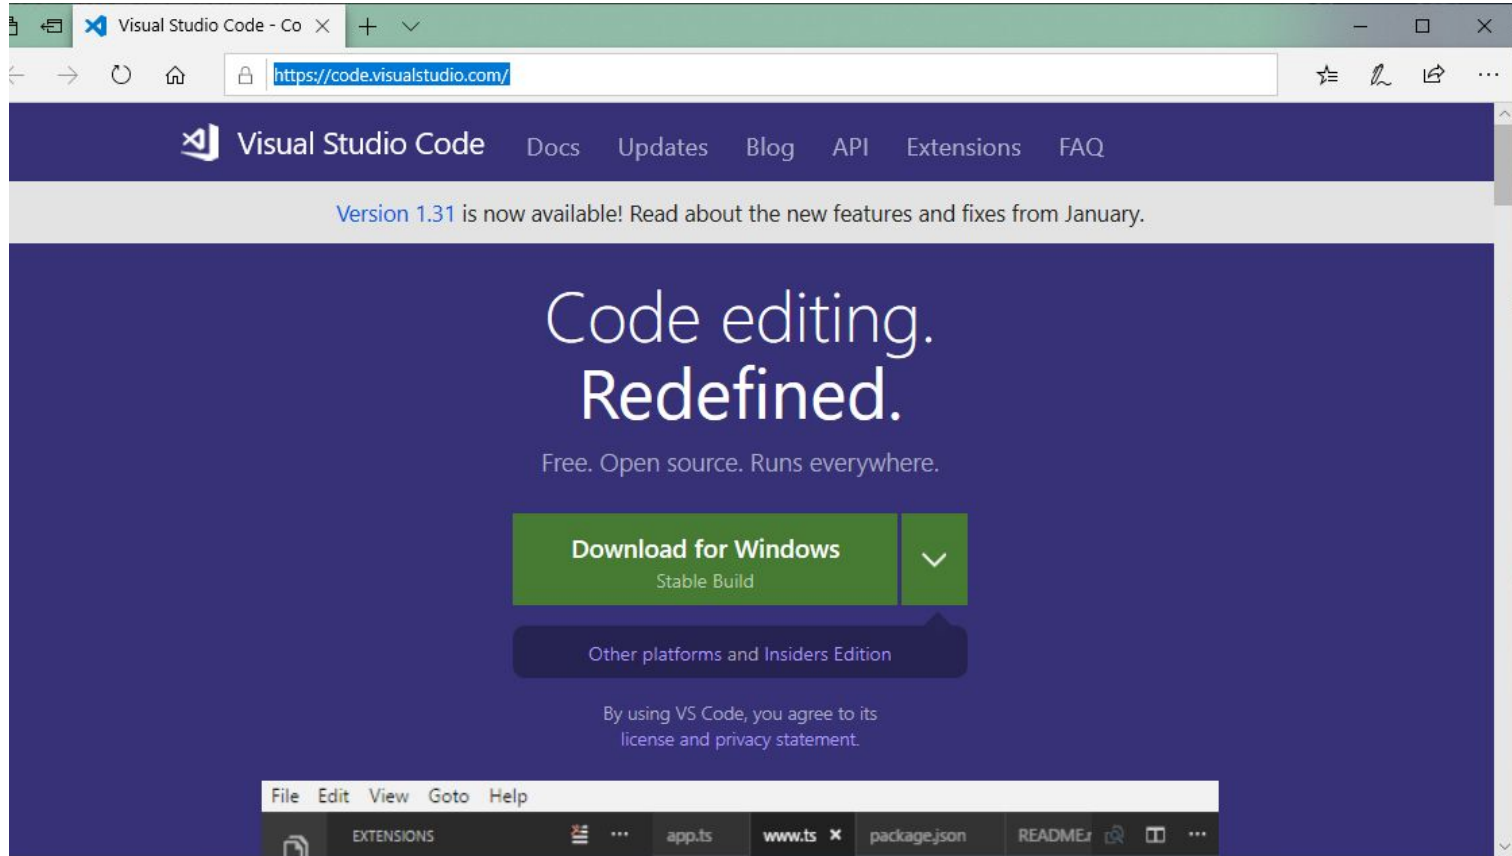 Visual Studio Code - Co
https://code.visualstudio.com/
Visual Studio Code Docs Updates Blog API Extensions FAQ
Version 1.31 is now available! Read about the new features and fixes from January.
Code editing.
Redefined.
Free. Open source. Runs everywhere.
Download for Windows
Stable Build
Other platforms and Insiders Edition
By using VS Code, you agree to its
license and privacy statement.
File Edit View Goto Help
EXTENSIONS app.ts www.ts package.json README.r